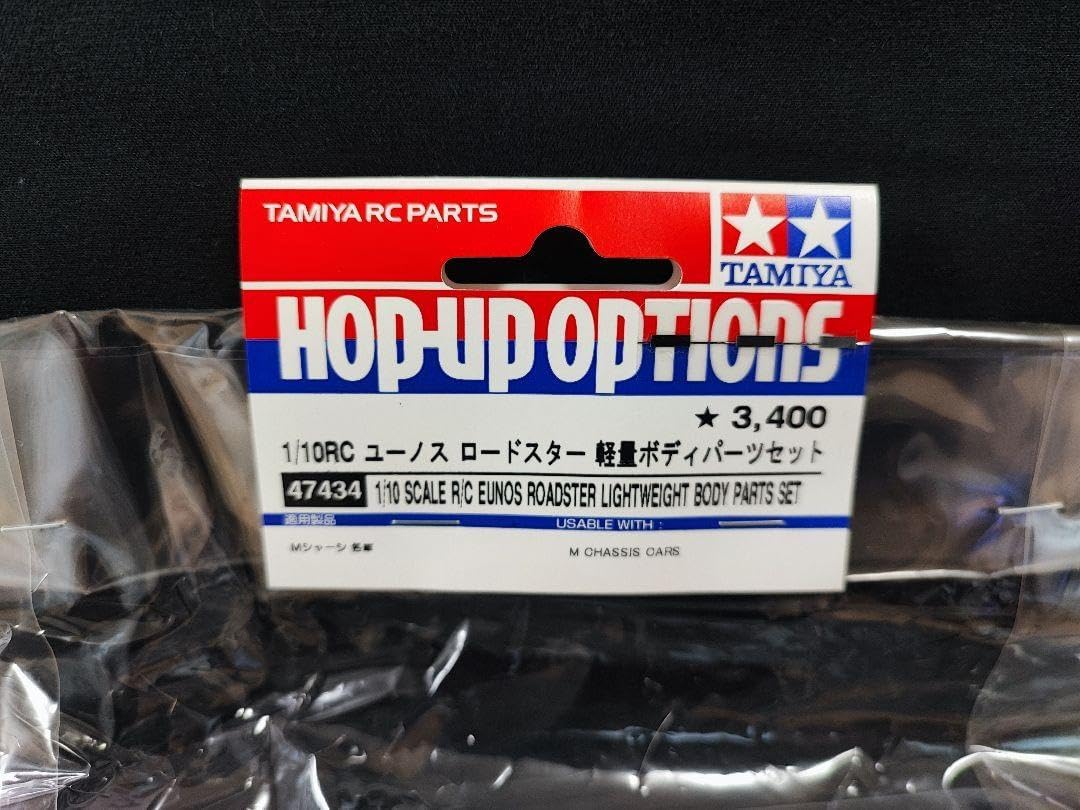 TAMIYA RC PARTS
TAMIYA
HOP-UP OPTIONS
★ 3,400
1/10RC ユーノス ロードスター 軽量ボディパーツセット
47434 1/10 SCALE R/C EUNOS ROADSTER LIGHTWEIGHT BODY PARTS SET
適用製品 USABLE WITH :
Mシャーシ 各車 M CHASSIS CARS